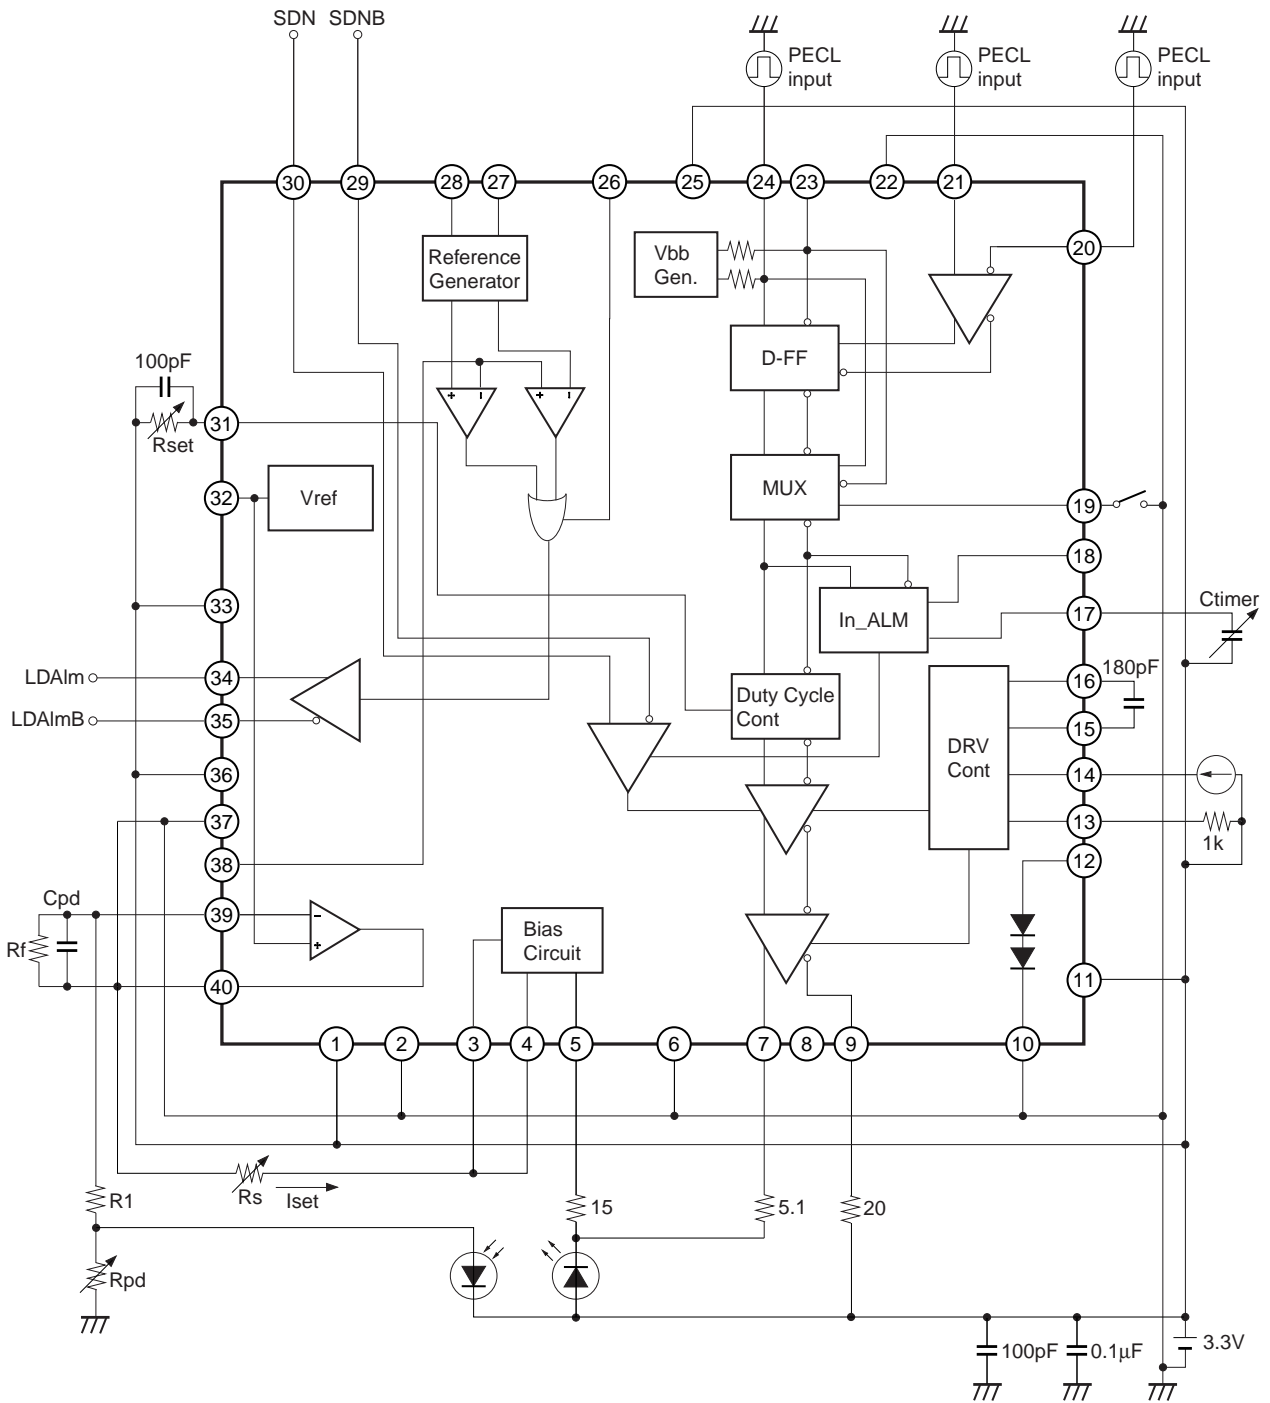 SDN SDNB
PECL
input
PECL
input
PECL
input
30
29
28
27
26
25
24
23
22
21
20
Reference
Generator
Vbb
Gen.
D-FF
100pF
Rset
31
+ − + −
MUX
32
Vref
19
18
In_ALM
17
Ctimer
33
LDAlm
34
LDAlmB
35
16
180pF
15
Duty Cycle
Cont
DRV
Cont
36
14
37
13
1k
38
12
Cpd
39
−
+
Rf
40
Bias
Circuit
11
1
2
3
4
5
6
7
8
9
10
Rs
Iset
R1
15
5.1
20
Rpd
100pF
0.1μF
3.3V